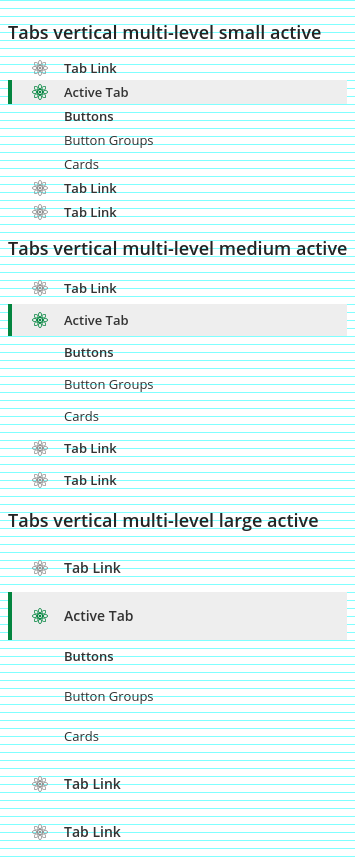 Tabs vertical multi-level small active
Tab Link
Active Tab
Buttons
Button Groups
Cards
Tab Link
Tab Link
Tabs vertical multi-level medium active
Tab Link
Active Tab
Buttons
Button Groups
Cards
Tab Link
Tab Link
Tabs vertical multi-level large active
Tab Link
Active Tab
Buttons
Button Groups
Cards
Tab Link
Tab Link